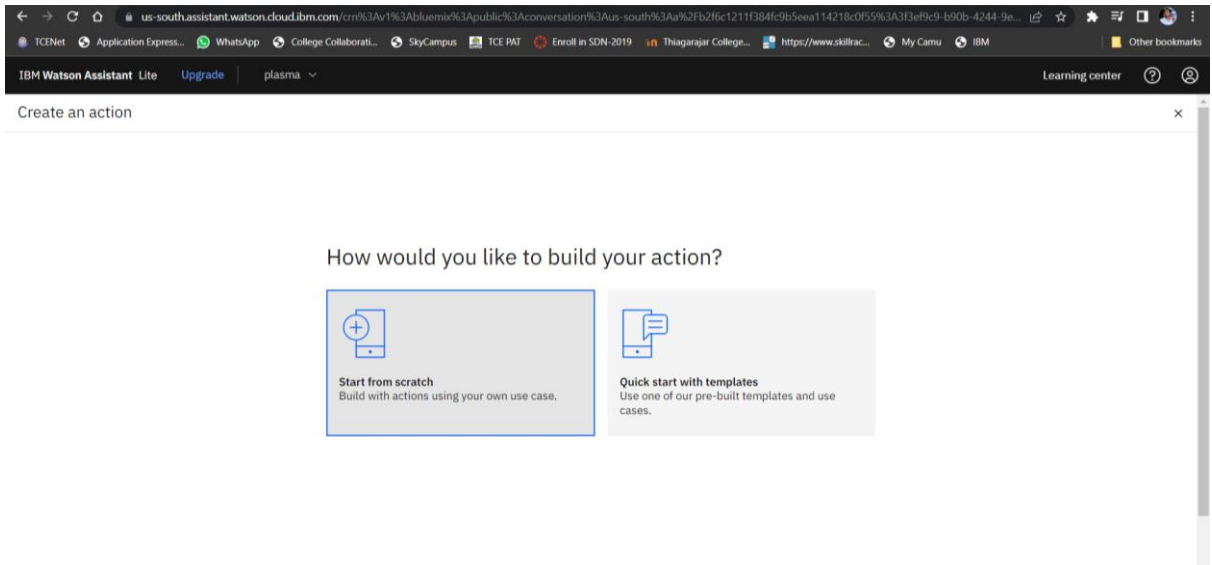 us-south.assistant.watson.cloud.ibm.com/crn%3Av1%3Abluemix%3Apublic%3Aconversation%3Aus-south%3Aa%2Fb2f6c1211f384fc9b5eea114218c0f55%3A3f3ef9c9-b90b-4244-9e...
TCENet Application Express... WhatsApp College Collaborati... SkyCampus TCE PAT Enroll in SDN-2019 Thiagarajar College... https://www.skillrac... My Camu IBM Other bookmarks
IBM Watson Assistant Lite Upgrade plasma Learning center
Create an action
How would you like to build your action?
Start from scratch
Build with actions using your own use case.
Quick start with templates
Use one of our pre-built templates and use
cases.